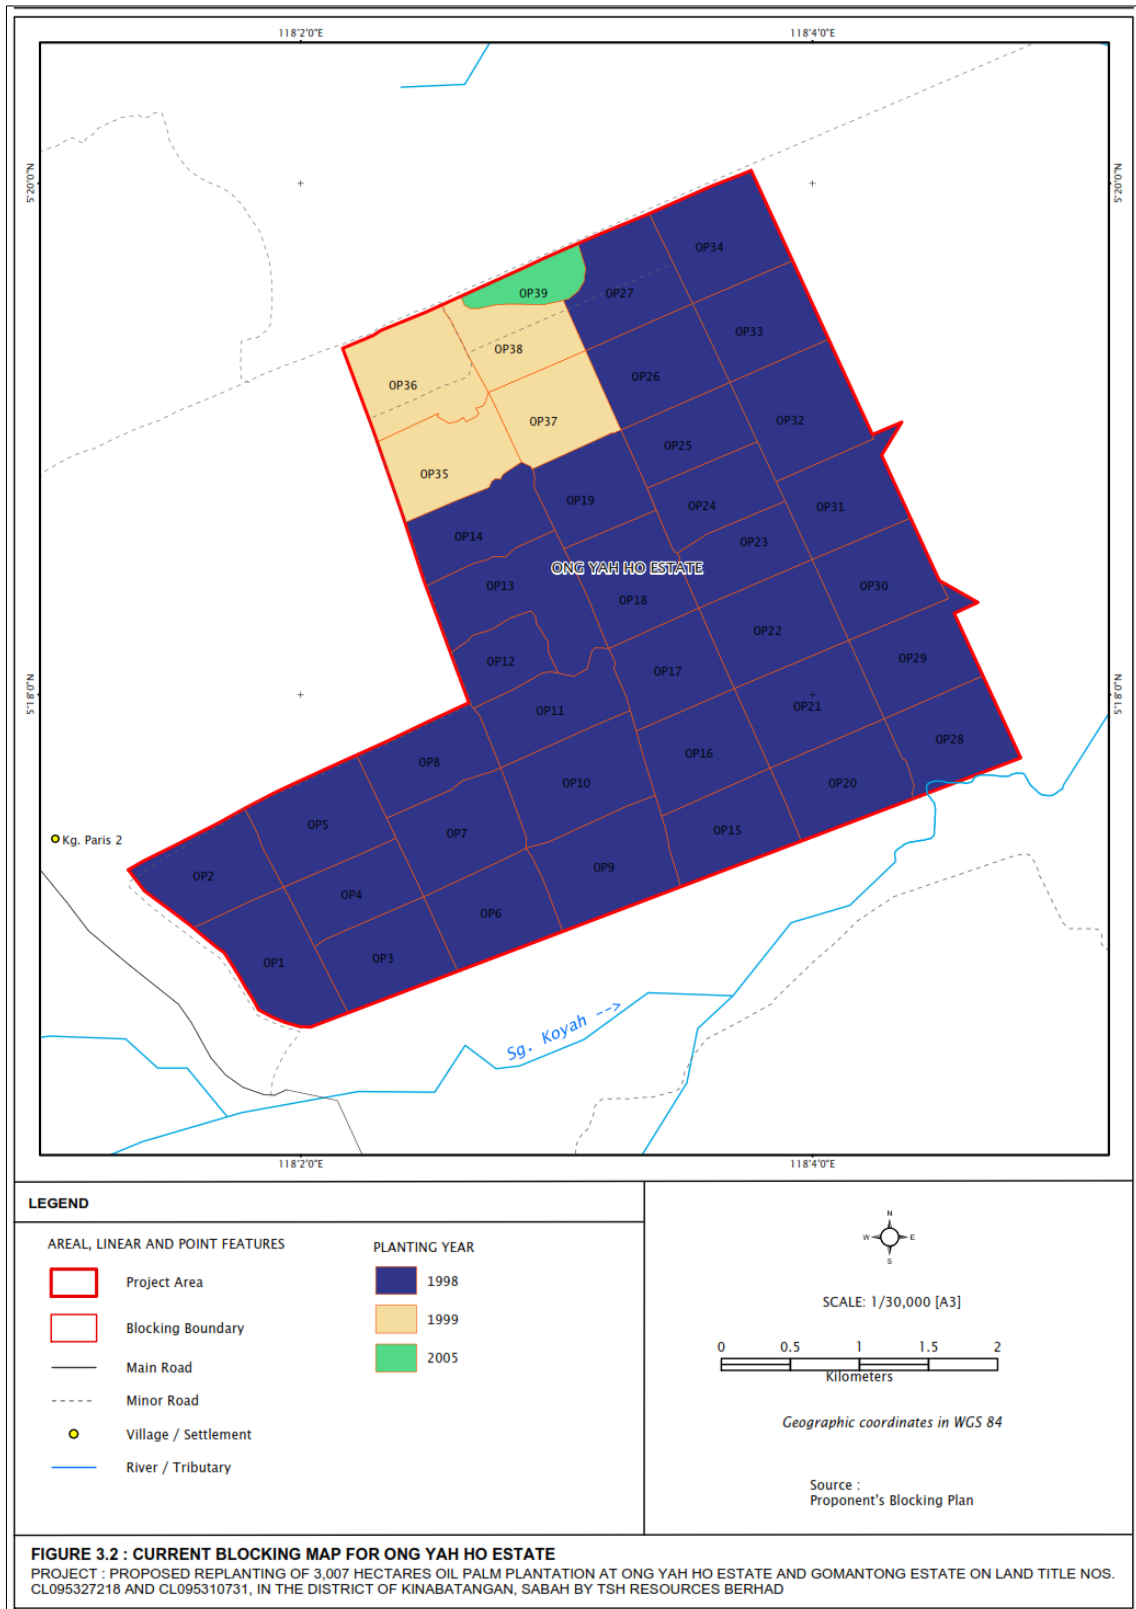 118°2'0"E 118°4'0"E
5°20'0"N 5°20'0"N
OP34
OP39 OP27
OP33
OP38
OP36 OP26
OP37 OP32
OP35 OP25
OP19 OP24 OP31
OP14 OP23
ONG YAH HO ESTATE
OP13 OP18 OP30
OP22
OP12 OP17 OP29
5°18'0"N 5°18'0"N
OP11 OP21
OP8 OP16 OP28
OP10 OP20
OP5 OP7 OP15
Kg. Paris 2
OP2 OP4 OP9
OP6
OP1 OP3
Sg. Koyah -->
118°2'0"E 118°4'0"E
LEGEND
AREAL, LINEAR AND POINT FEATURES
Project Area
Blocking Boundary
Main Road
Minor Road
Village / Settlement
River / Tributary
PLANTING YEAR
1998
1999
2005
N
W E
S
SCALE: 1/30,000 [A3]
0 0.5 1 1.5 2
Kilometers
Geographic coordinates in WGS 84
Source :
Proponent's Blocking Plan
FIGURE 3.2 : CURRENT BLOCKING MAP FOR ONG YAH HO ESTATE
PROJECT : PROPOSED REPLANTING OF 3,007 HECTARES OIL PALM PLANTATION AT ONG YAH HO ESTATE AND GOMANTONG ESTATE ON LAND TITLE NOS.
CL095327218 AND CL095310731, IN THE DISTRICT OF KINABATANGAN, SABAH BY TSH RESOURCES BERHAD